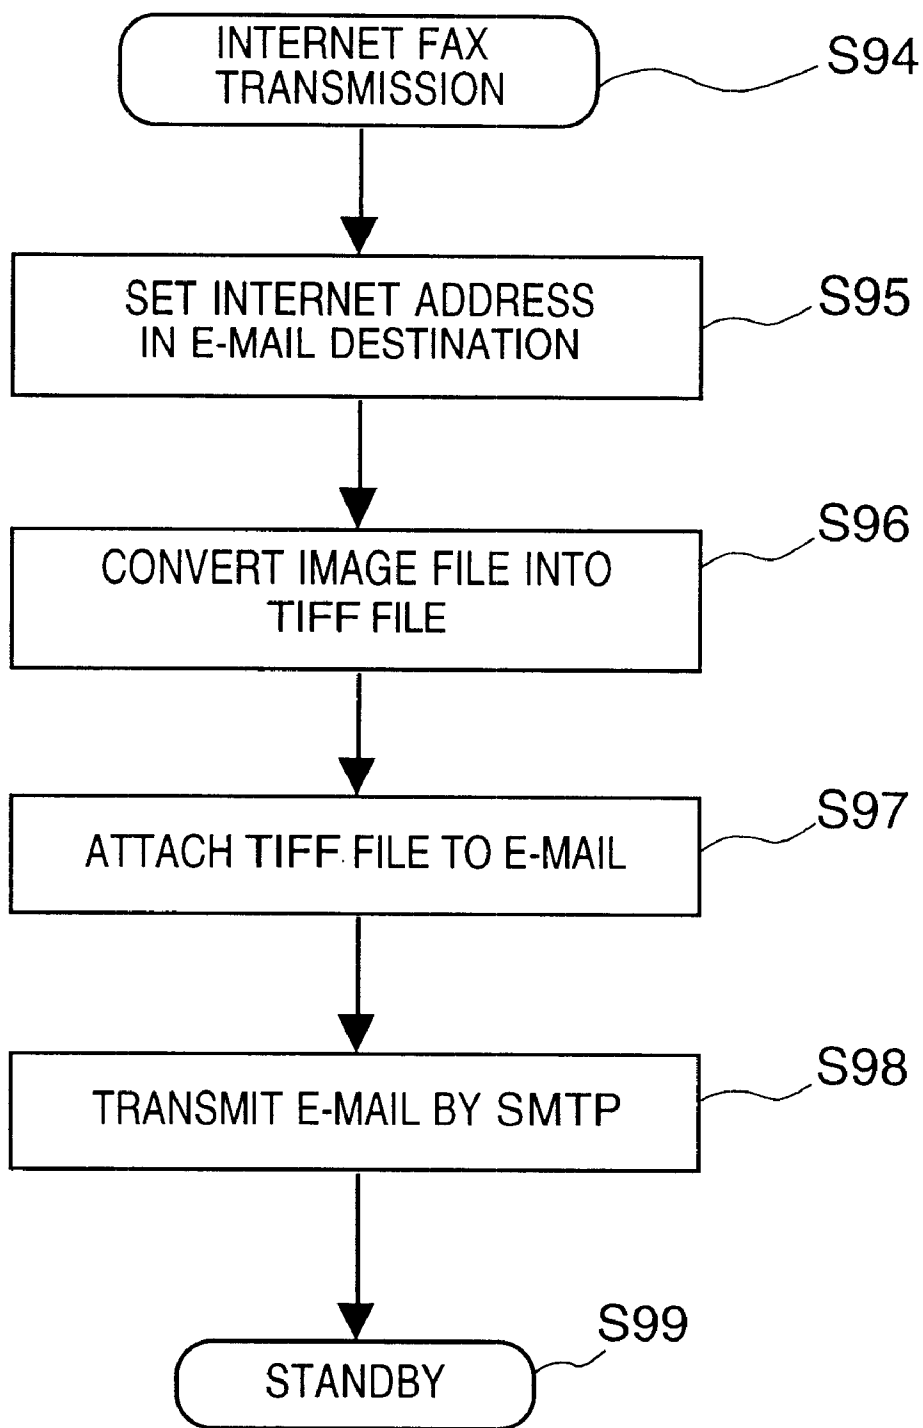 INTERNET FAX
TRANSMISSION
S94
SET INTERNET ADDRESS
IN E-MAIL DESTINATION
S95
CONVERT IMAGE FILE INTO
TIFF FILE
S96
ATTACH TIFF FILE TO E-MAIL
S97
TRANSMIT E-MAIL BY SMTP
S98
STANDBY
S99